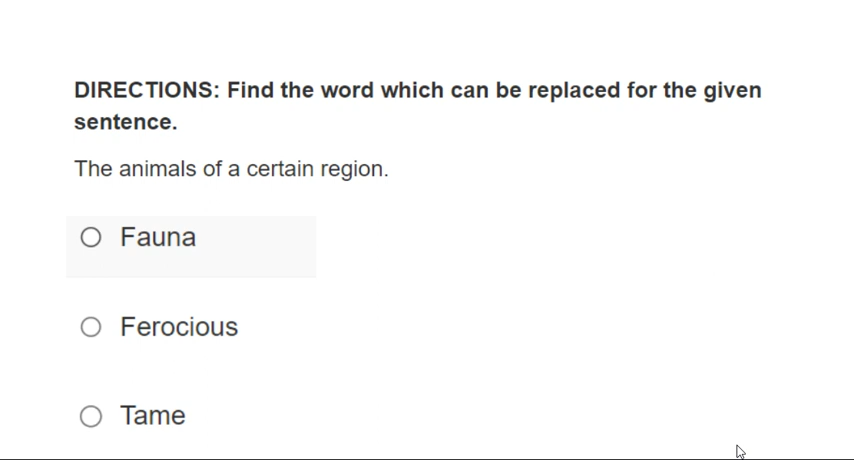 DIRECTIONS: Find the word which can be replaced for the given
sentence.
The animals of a certain region.
Fauna
Ferocious
Tame